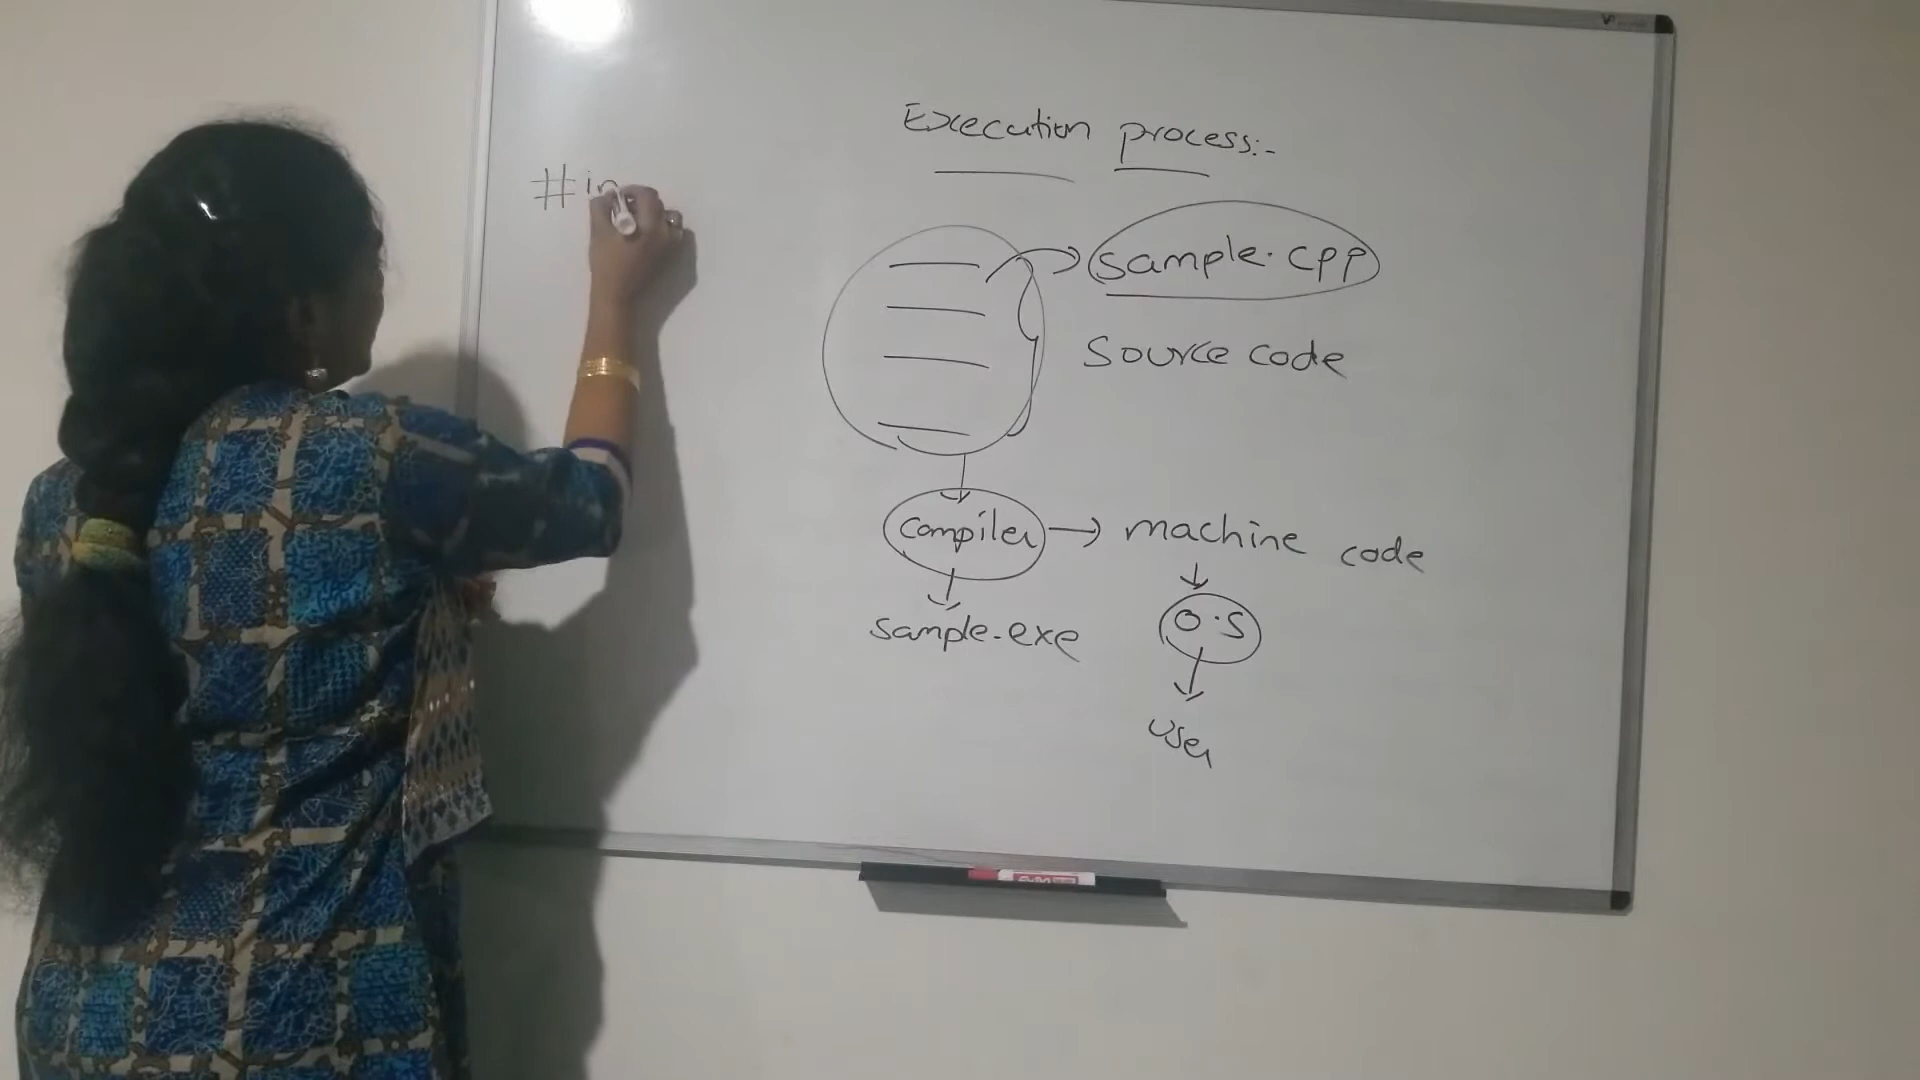 Execution process:-
#in
sample.cpp
source code
compiler → machine code
sample.exe
O.S
user